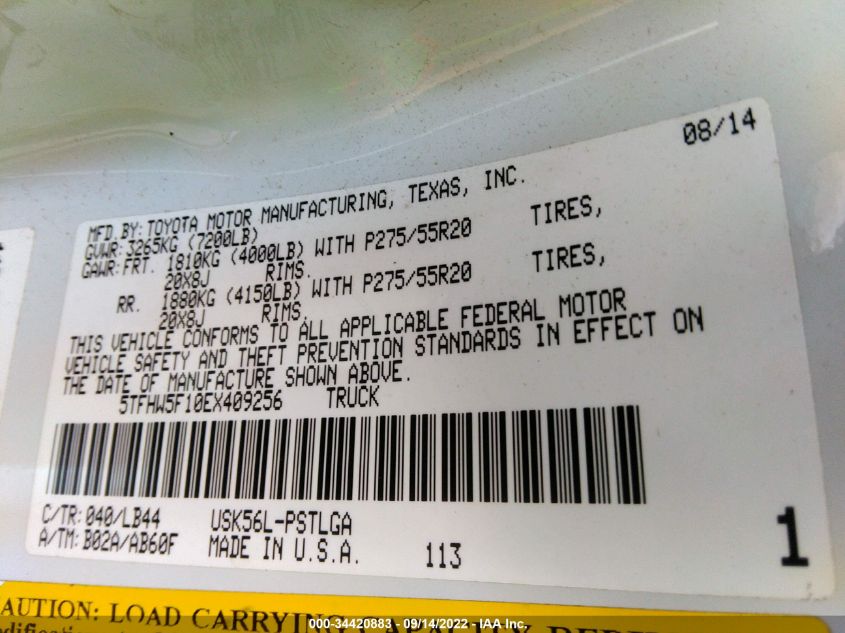 08/14
MFD.BY: TOYOTA MOTOR MANUFACTURING, TEXAS, INC.
GVWR: 3265KG (7200LB)
GAWR: FRT. 1810KG (4000LB) WITH P275/55R20 TIRES,
20X8J RIMS.
RR. 1880KG (4150LB) WITH P275/55R20 TIRES,
20X8J RIMS.
THIS VEHICLE CONFORMS TO ALL APPLICABLE FEDERAL MOTOR
VEHICLE SAFETY AND THEFT PREVENTION STANDARDS IN EFFECT ON
THE DATE OF MANUFACTURE SHOWN ABOVE.
5TFHW5F10EX409256 TRUCK
C/TR: 040/LB44 USK56L-PSTLGA
A/TM: B02A/AB60F MADE IN U.S.A. 113 1
AUTION: LOAD CARRYING CAPACITY
000-34420883 - 09/14/2022 - IAA Inc.